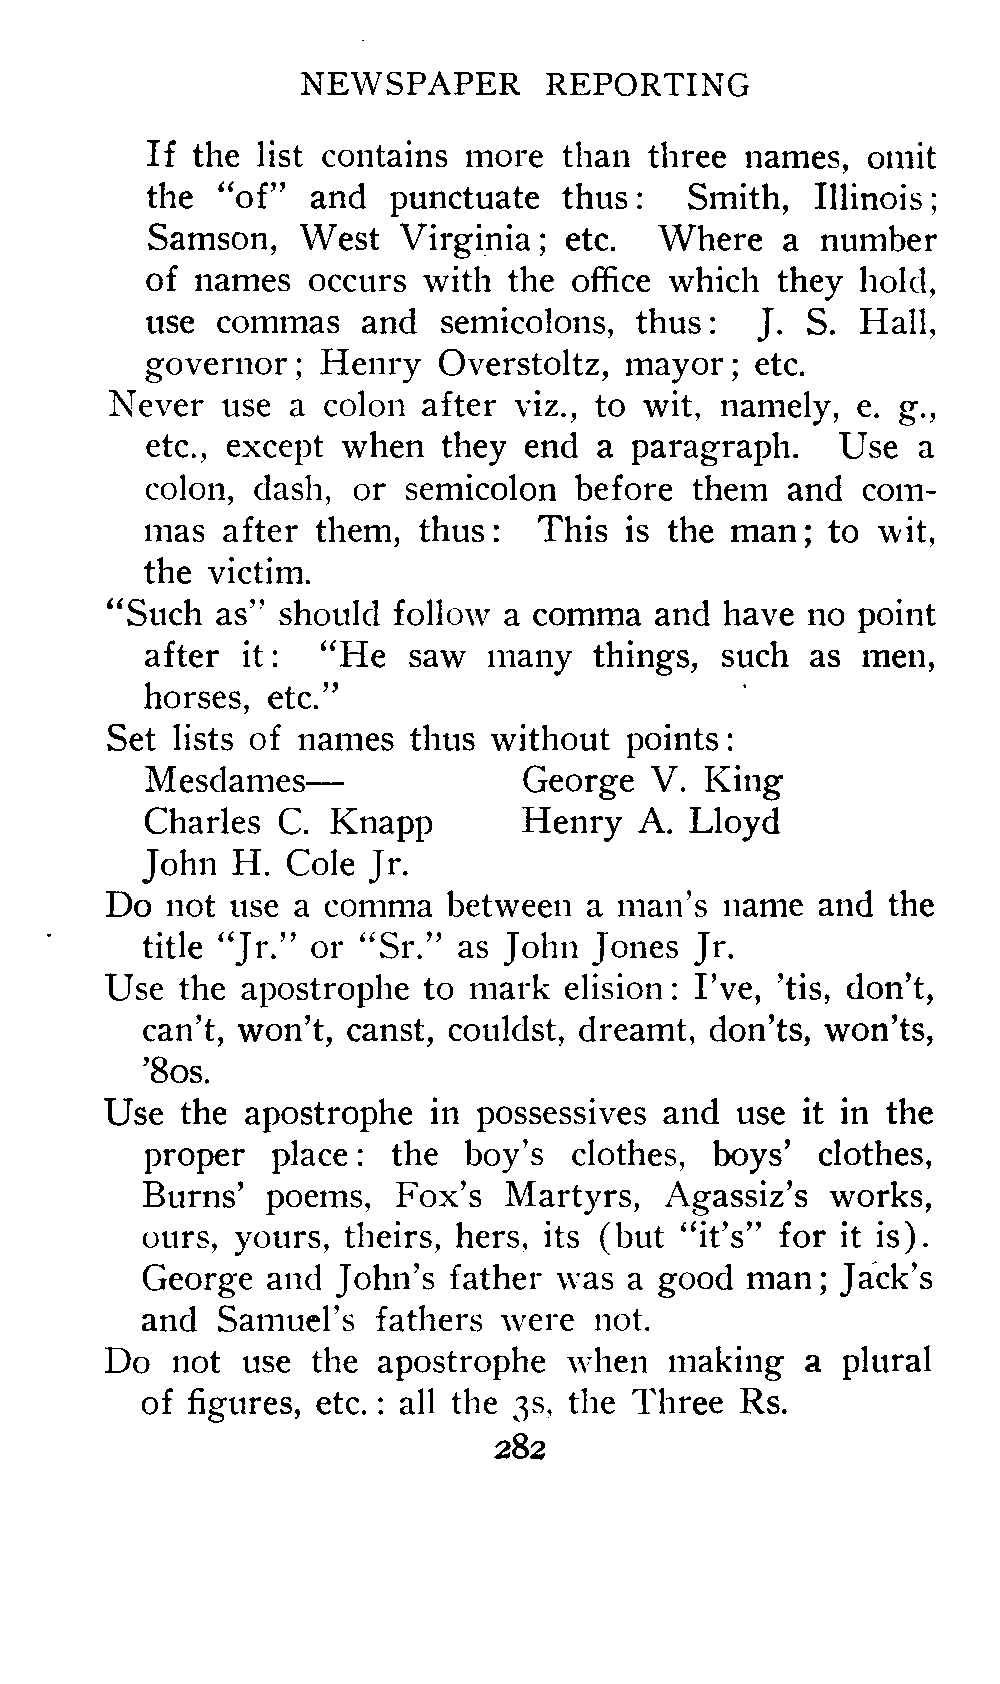 NEWSPAPER REPORTING
If the list contains more than three names, omit
the “of” and punctuate thus: Smith, Illinois;
Samson, West Virginia; etc. Where a number
of names occurs with the office which they hold,
use commas and semicolons, thus: J. S. Hall,
governor; Henry Overstoltz, mayor; etc.
Never use a colon after viz., to wit, namely, e. g.,
etc., except when they end a paragraph. Use a
colon, dash, or semicolon before them and com-
mas after them, thus: This is the man; to wit,
the victim.
“Such as” should follow a comma and have no point
after it: “He saw many things, such as men,
horses, etc.”
Set lists of names thus without points:
Mesdames— George V. King
Charles C. Knapp Henry A. Lloyd
John H. Cole Jr.
Do not use a comma between a man’s name and the
title “Jr.” or “Sr.” as John Jones Jr.
Use the apostrophe to mark elision: I’ve, ’tis, don’t,
can’t, won’t, canst, couldst, dreamt, don’ts, won’ts,
’80s.
Use the apostrophe in possessives and use it in the
proper place: the boy’s clothes, boys’ clothes,
Burns’ poems, Fox’s Martyrs, Agassiz’s works,
ours, yours, theirs, hers, its (but “it’s” for it is).
George and John’s father was a good man; Jack’s
and Samuel’s fathers were not.
Do not use the apostrophe when making a plural
of figures, etc.: all the 3s, the Three Rs.
282